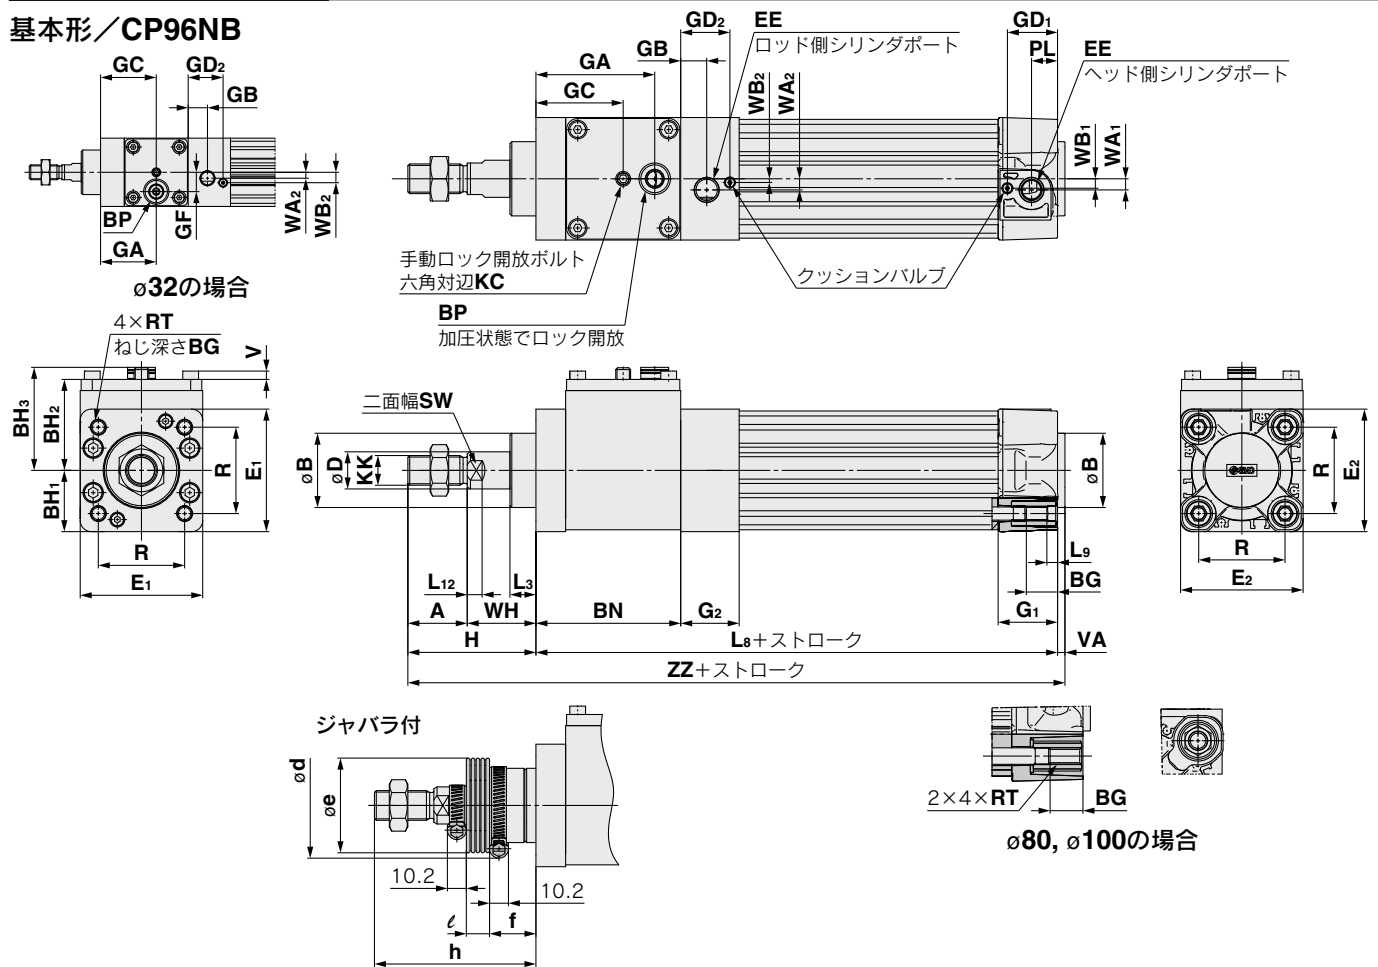 基本形／CP96NB
GC
GD2
GB
BP
GF
WA2
WB2
GA
ø32の場合
GD2
EE
ロッド側シリンダポート
GB
GA
GC
WB2
WA2
GD1
PL
EE
ヘッド側シリンダポート
WB1
WA1
手動ロック開放ボルト
六角対辺KC
BP
加圧状態でロック開放
クッションバルブ
4×RT
ねじ深さBG
V
BH3
BH2
BH1
R
E1
R
E1
二面幅SW
øB
øD
KK
øB
L12
L3
L9
BG
A
WH
BN
G2
G1
H
L8＋ストローク
VA
ZZ＋ストローク
R
E2
R
E2
ジャバラ付
ød
øe
10.2
10.2
ℓ
f
h
2×4×RT
BG
ø80, ø100の場合